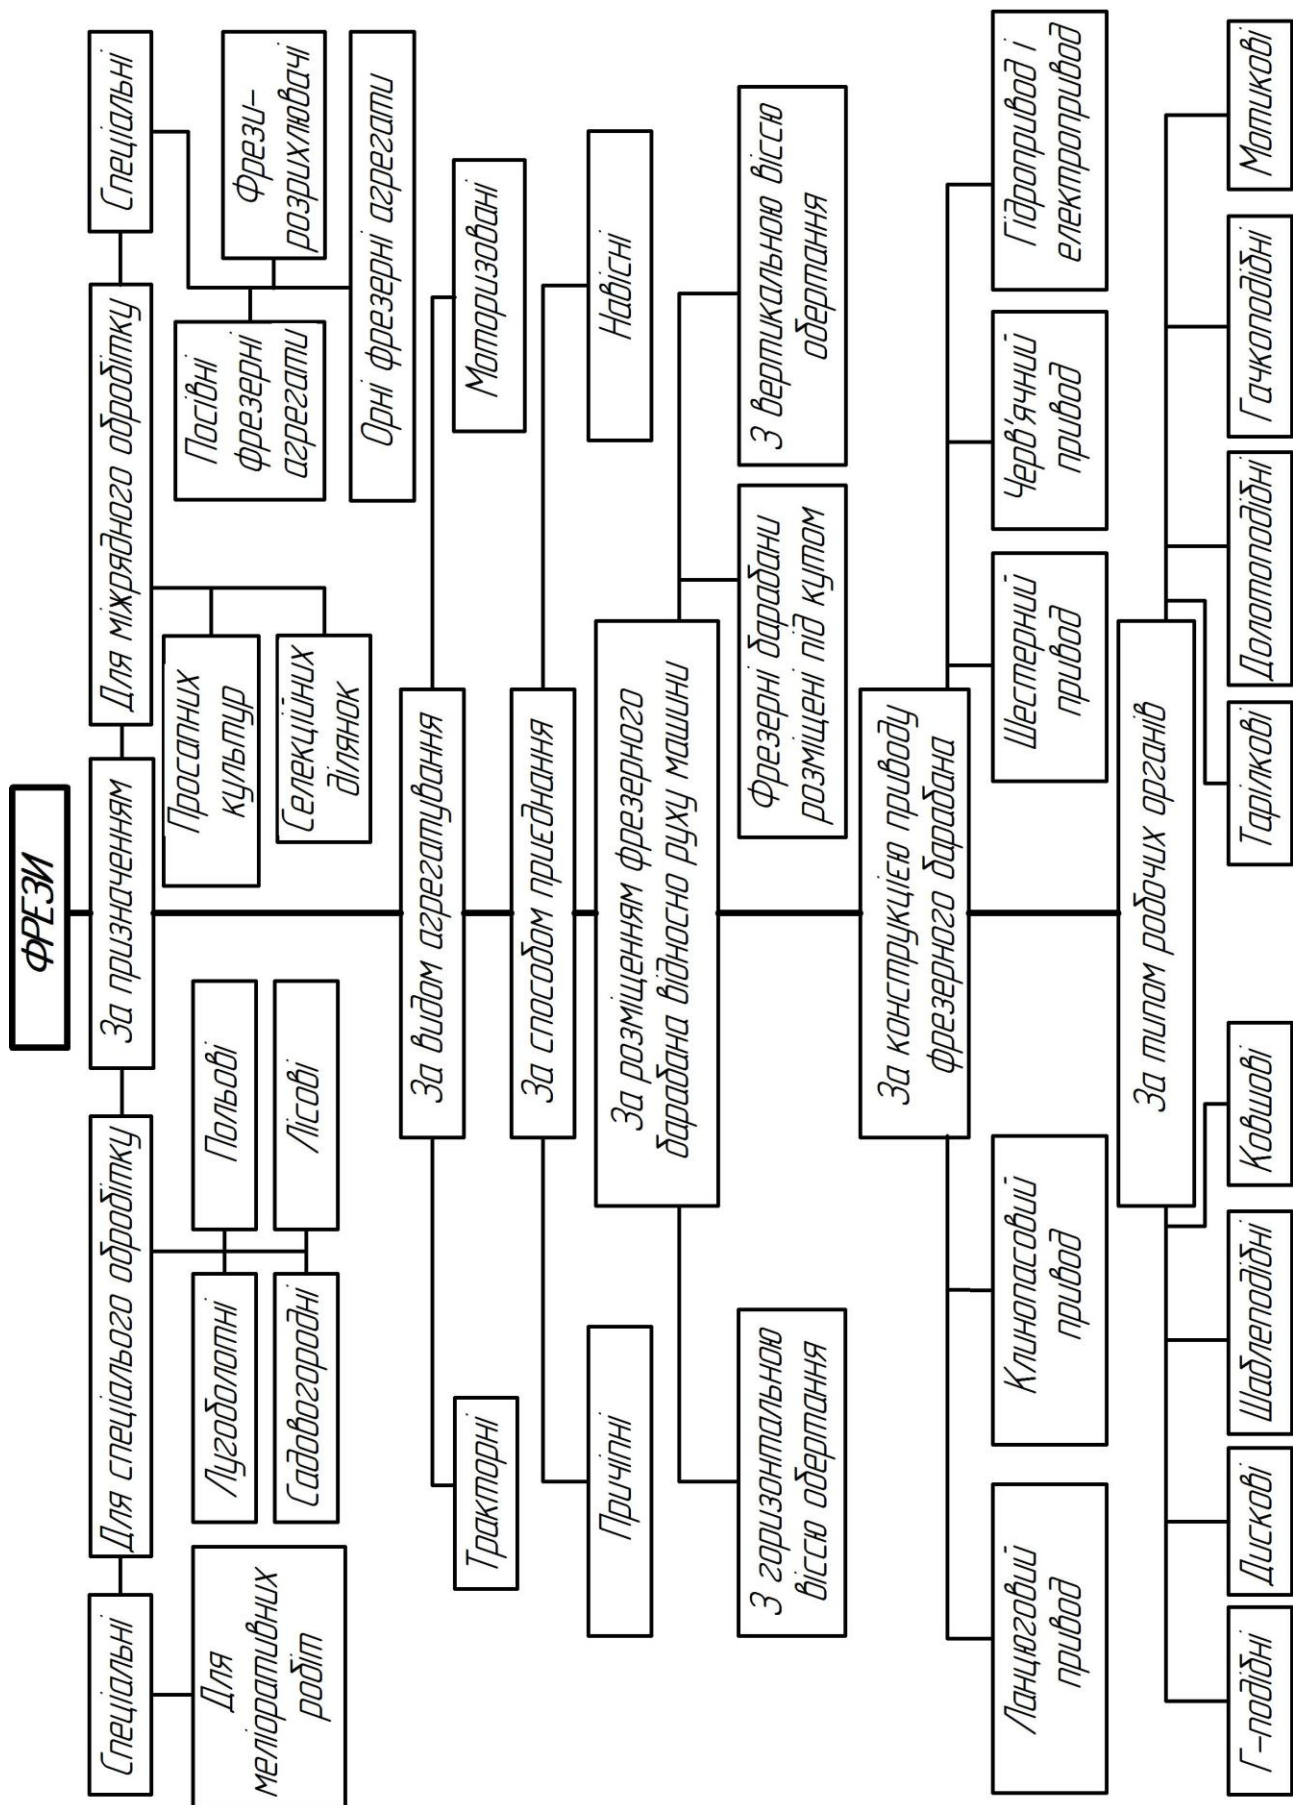 ФРЕЗИ
Спеціальні
Для спеціального обробітку
За призначенням
Для міжрядного обробітку
Спеціальні
Для
меліоративних
робіт
Лугоболотні
Польові
Садовогородні
Лісові
Просапних
культур
Селекційних
ділянок
Посівні
фрезерні
агрегати
Фрези-
розрихлювачі
Орні фрезерні агрегати
За видом агрегатування
Тракторні
Моторизовані
За способом приєднання
Причіпні
Навісні
За розміщенням фрезерного
барабана відносно руху машини
З горизонтальною
віссю обертання
Фрезерні барабани
розміщені під кутом
З вертикальною віссю
обертання
За конструкцією приводу
фрезерного барабана
Ланцюговий
привод
Клинопасовий
привод
Шестерний
привод
Черв'ячний
привод
Гідропривод і
електропривод
За типом робочих органів
Г-подібні
Дискові
Шаблеподібні
Ковшові
Тарілкові
Долотоподібні
Гачкоподібні
Мотикові